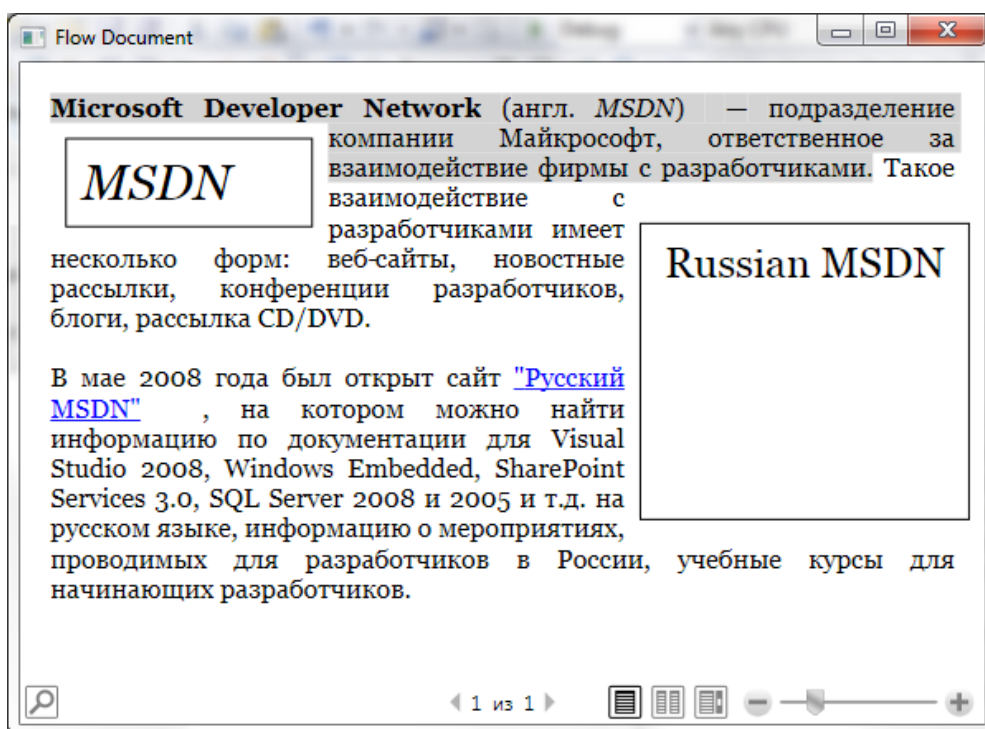 Flow Document
Microsoft Developer Network (англ. MSDN) — подразделение
компании Майкрософт, ответственное за
взаимодействие фирмы с разработчиками. Такое
MSDN
взаимодействие с
разработчиками имеет
несколько форм: веб-сайты, новостные
рассылки, конференции разработчиков,
блоги, рассылка CD/DVD.
Russian MSDN
В мае 2008 года был открыт сайт "Русский
MSDN" , на котором можно найти
информацию по документации для Visual
Studio 2008, Windows Embedded, SharePoint
Services 3.0, SQL Server 2008 и 2005 и т.д. на
русском языке, информацию о мероприятиях,
проводимых для разработчиков в России, учебные курсы для
начинающих разработчиков.
1 из 1